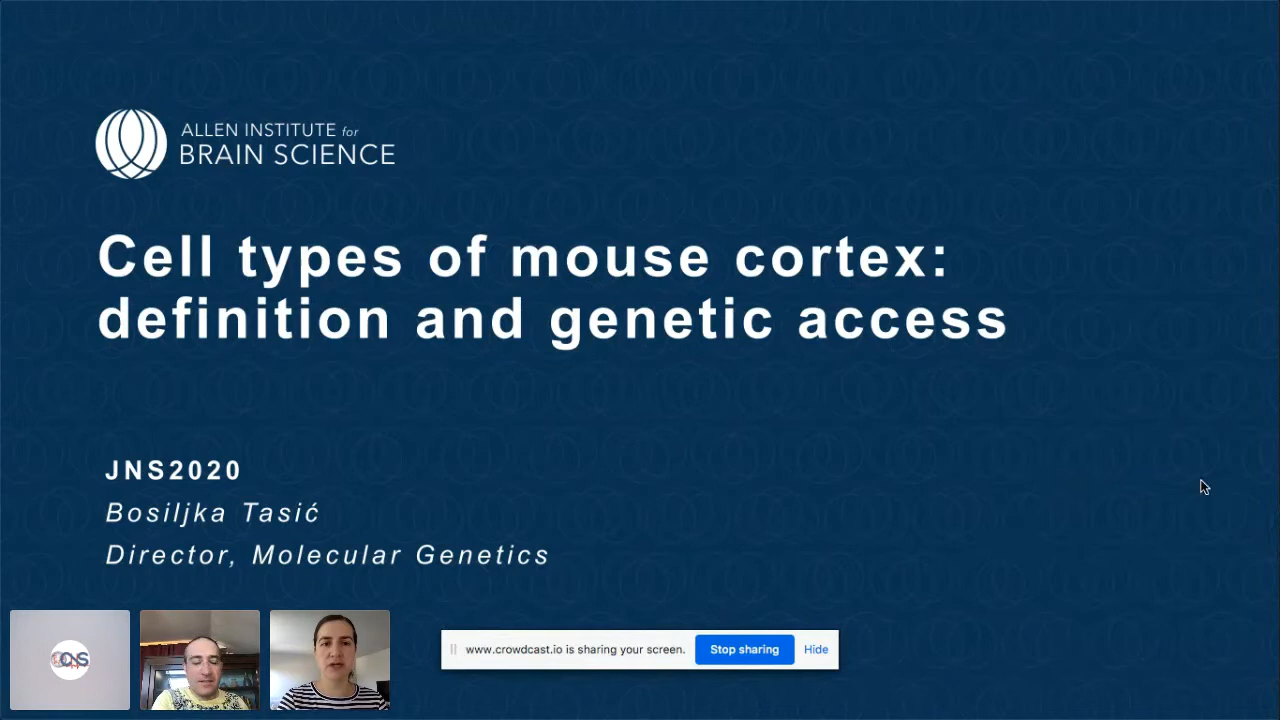 ALLEN INSTITUTE for
BRAIN SCIENCE
Cell types of mouse cortex:
definition and genetic access
JNS2020
Bosiljka Tasić
Director, Molecular Genetics
www.crowdcast.io is sharing your screen.
Stop sharing
Hide